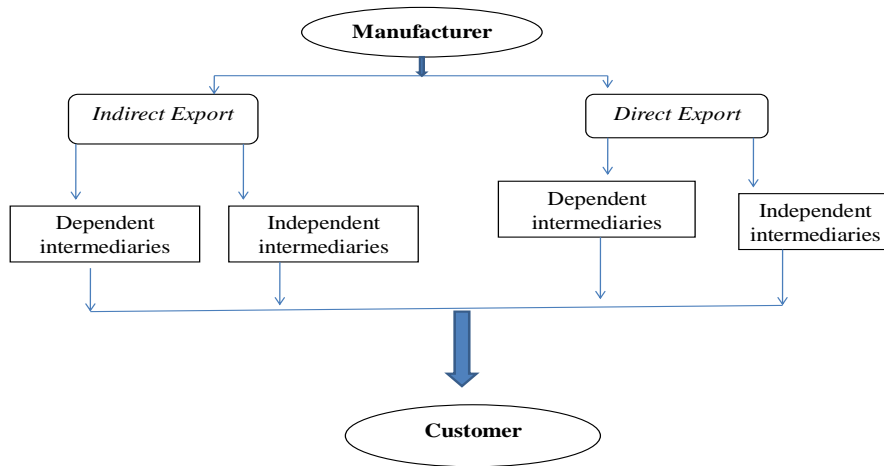 Manufacturer
Indirect Export
Direct Export
Dependent
intermediaries
Independent
intermediaries
Dependent
intermediaries
Independent
intermediaries
Customer